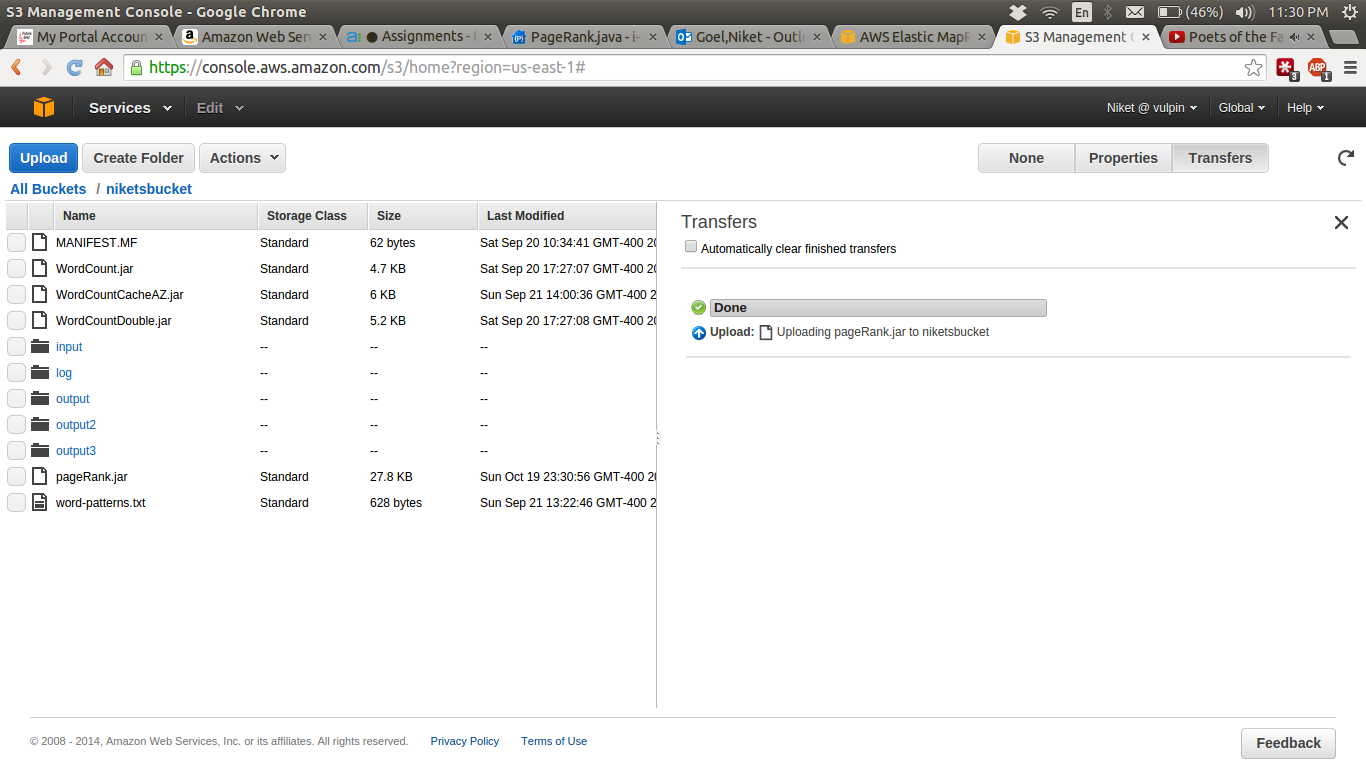 S3 Management Console - Google Chrome
En
(46%)
11:30 PM
My Portal Accoun
Amazon Web Ser
Assignments -
PageRank.java - i-
Goel,Niket - Outl
AWS Elastic MapR
S3 Management C
Poets of the Fa
https://console.aws.amazon.com/s3/home?region=us-east-1#
3
ABP
1
Services
Edit
Niket @ vulpin
Global
Help
Upload
Create Folder
Actions
None
Properties
Transfers
All Buckets / niketsbucket
Name Storage Class Size Last Modified
MANIFEST.MF Standard 62 bytes Sat Sep 20 10:34:41 GMT-400 20
WordCount.jar Standard 4.7 KB Sat Sep 20 17:27:07 GMT-400 20
WordCountCacheAZ.jar Standard 6 KB Sun Sep 21 14:00:36 GMT-400 2
WordCountDouble.jar Standard 5.2 KB Sat Sep 20 17:27:08 GMT-400 20
input -- -- --
log -- -- --
output -- -- --
output2 -- -- --
output3 -- -- --
pageRank.jar Standard 27.8 KB Sun Oct 19 23:30:56 GMT-400 20
word-patterns.txt Standard 628 bytes Sun Sep 21 13:22:46 GMT-400 2
Transfers
Automatically clear finished transfers
Done
Upload: Uploading pageRank.jar to niketsbucket
© 2008 - 2014, Amazon Web Services, Inc. or its affiliates. All rights reserved. Privacy Policy Terms of Use
Feedback